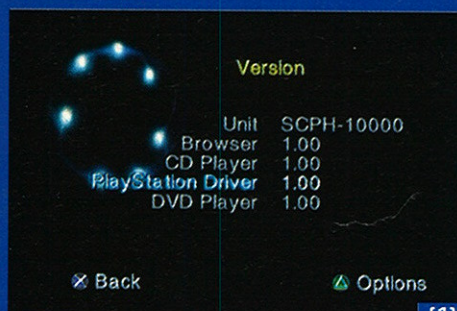 Version
Unit SCPH-10000
Browser 1.00
CD Player 1.00
PlayStation Driver 1.00
DVD Player 1.00
Back
Options